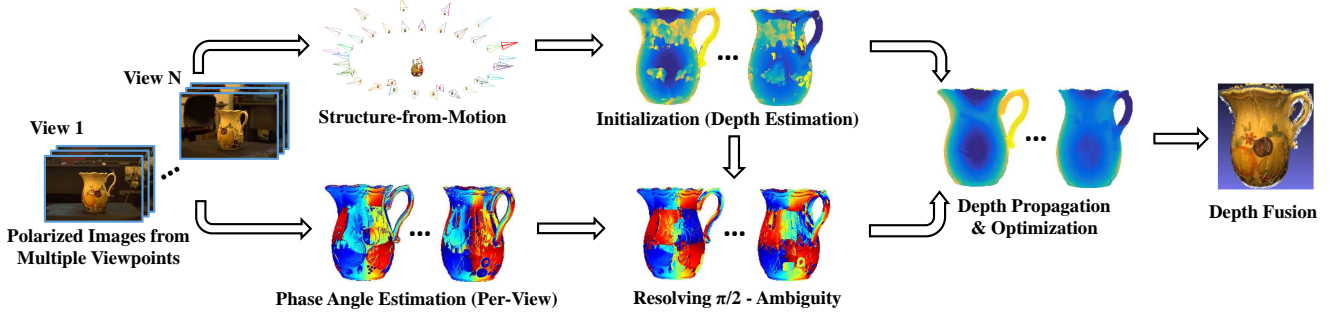 View 1
View N
Polarized Images from
Multiple Viewpoints
Structure-from-Motion
Initialization (Depth Estimation)
Phase Angle Estimation (Per-View)
Resolving π/2 - Ambiguity
Depth Propagation
& Optimization
Depth Fusion